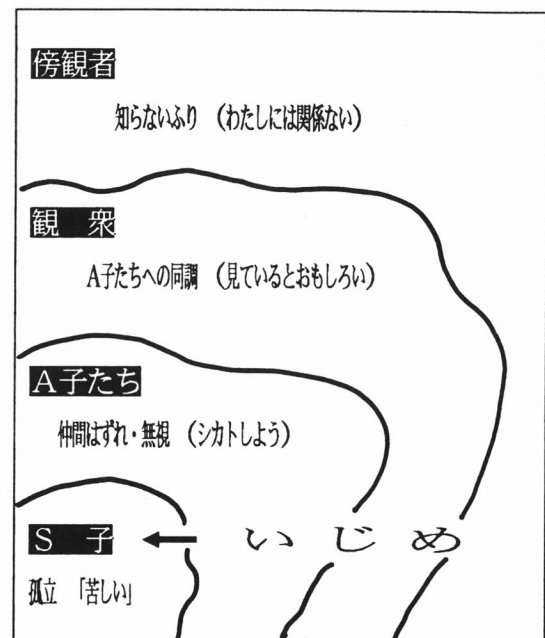 傍観者
知らないふり （わたしには関係ない）
観　衆
A子たちへの同調 （見ているとおもしろい）
A子たち
仲間はずれ・無視 （シカトしよう）
S　子 ← いじめ
孤立 「苦しい」